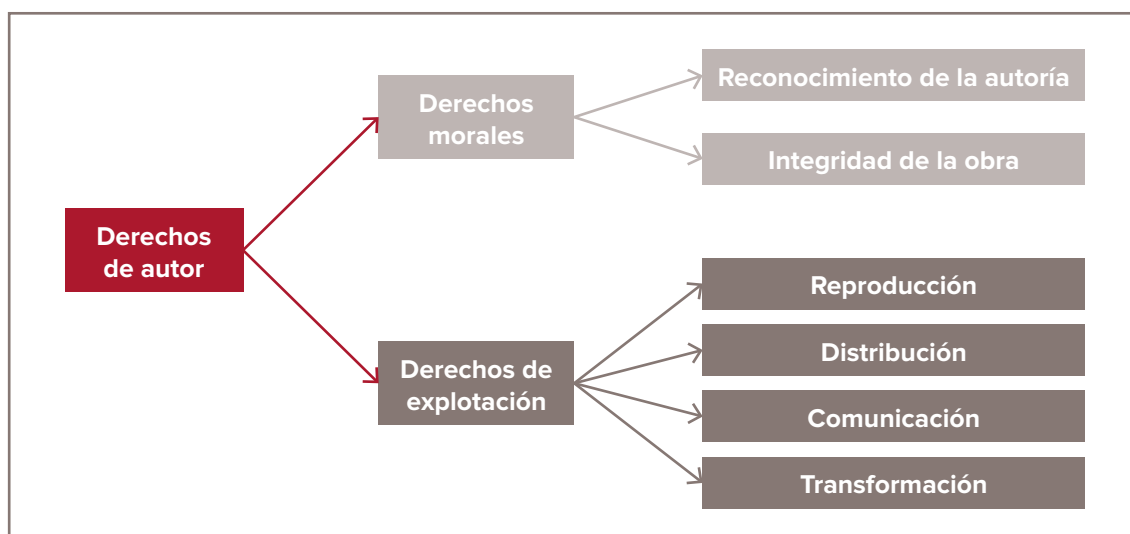 Derechos
de autor
Derechos
morales
Reconocimiento de la autoría
Integridad de la obra
Derechos de
explotación
Reproducción
Distribución
Comunicación
Transformación